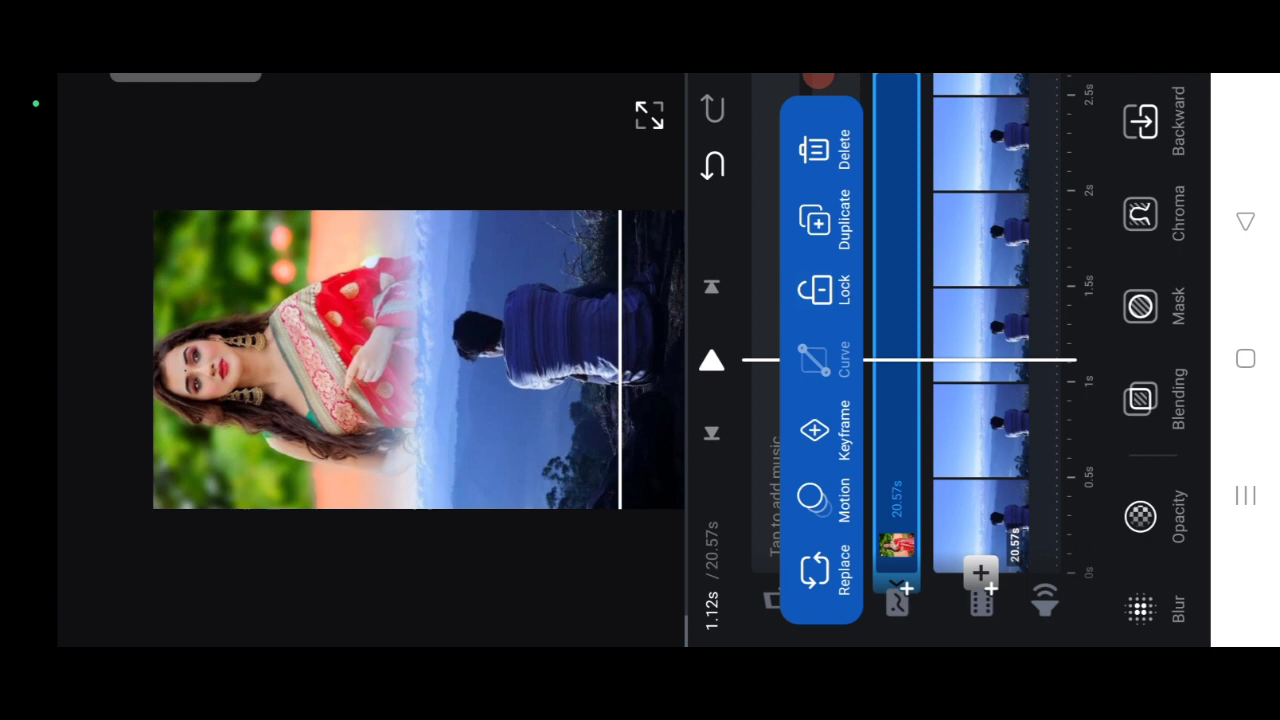 1.12s / 20.57s
Tap to add music
Replace
Motion
Keyframe
Curve
Lock
Duplicate
Delete
20.57s
20.57s
0s
0.5s
1s
1.5s
2s
2.5s
Blur
Opacity
Blending
Mask
Chroma
Backward